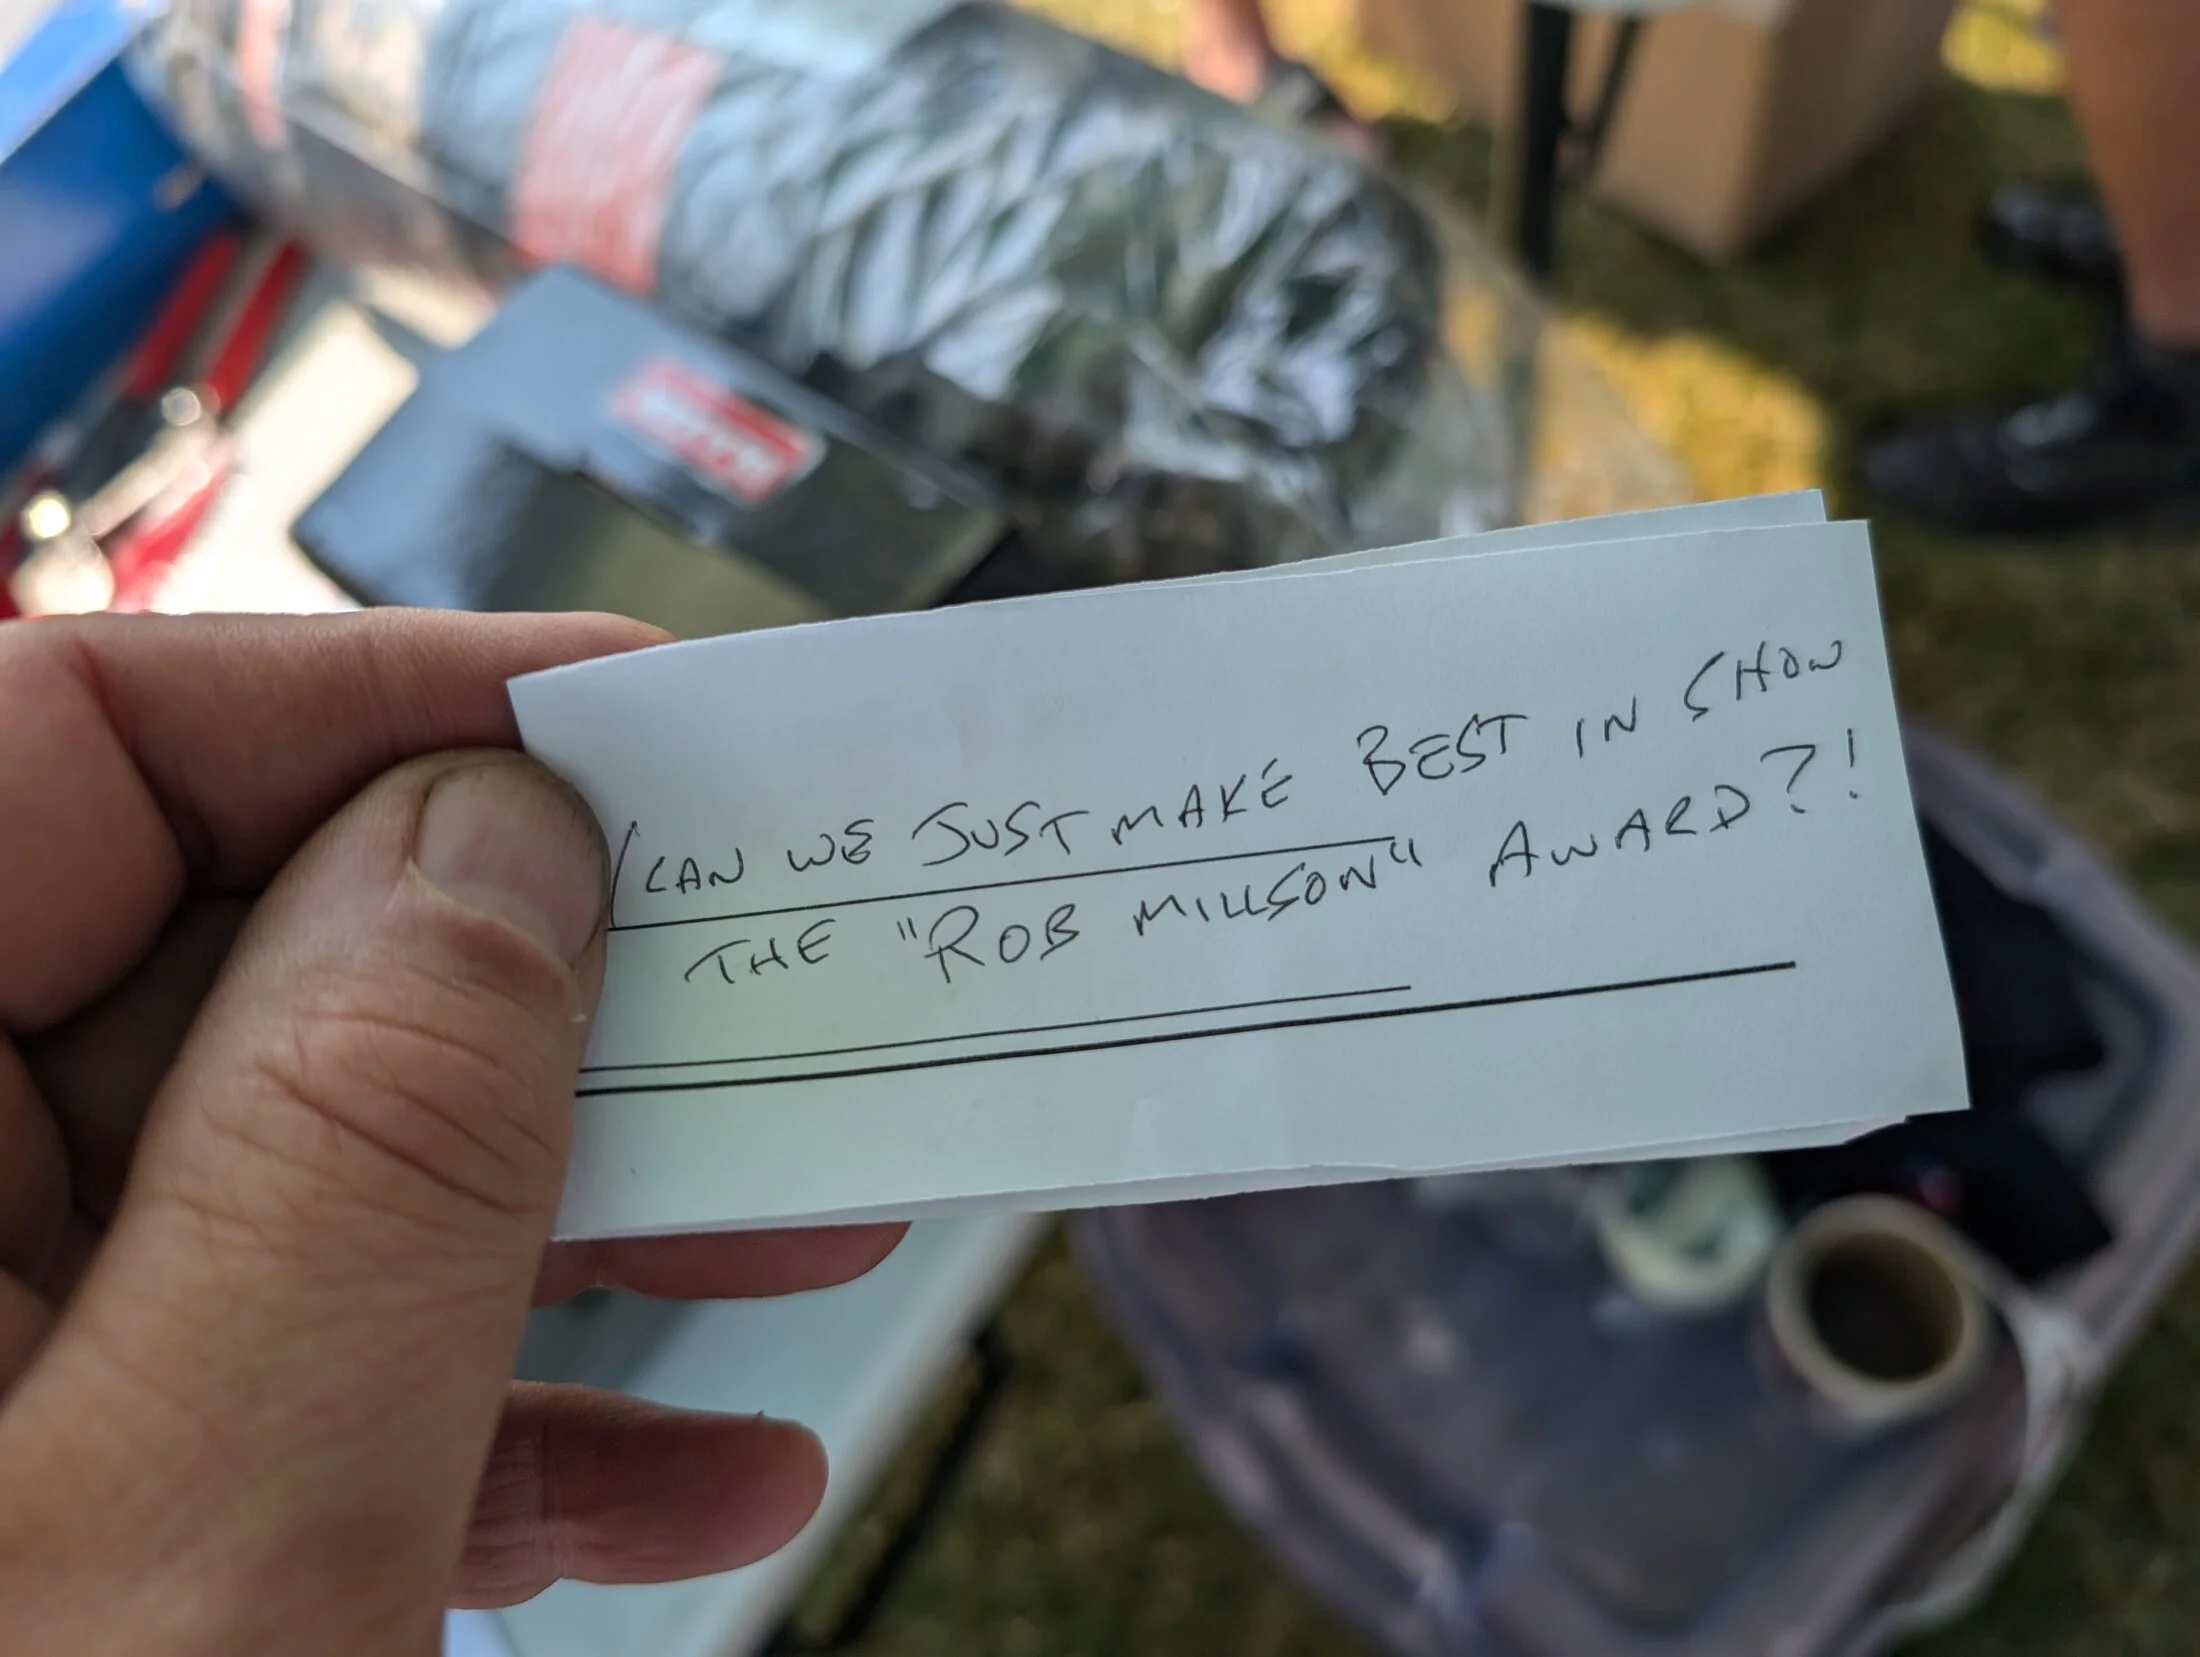 CAN WE JUST MAKE BEST IN SHOW
THE "ROB MILLSON" AWARD?!